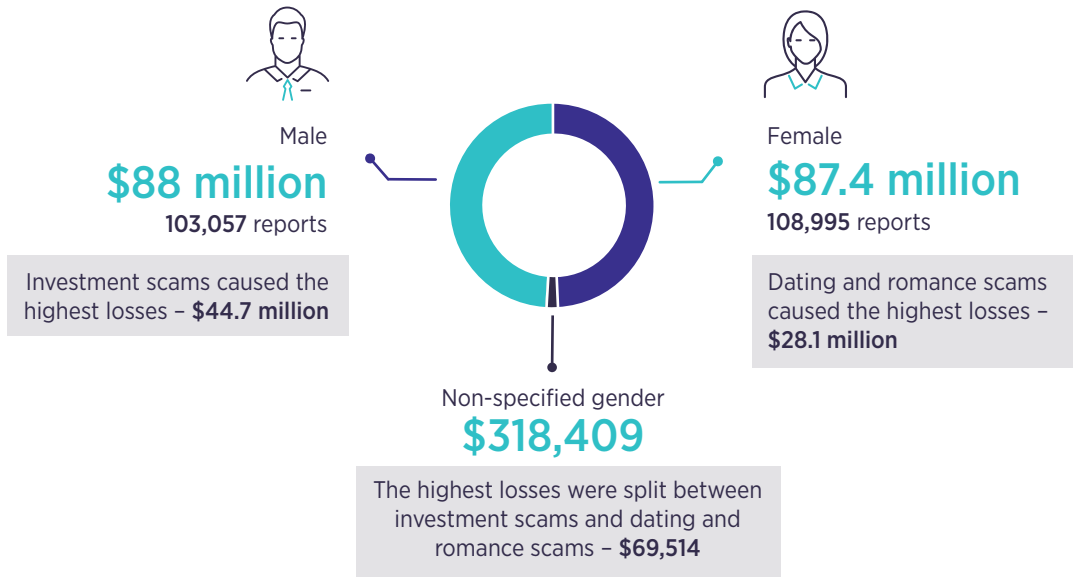 Male
$88 million
103,057 reports
Investment scams caused the
highest losses – $44.7 million
Female
$87.4 million
108,995 reports
Dating and romance scams
caused the highest losses –
$28.1 million
Non-specified gender
$318,409
The highest losses were split between
investment scams and dating and
romance scams – $69,514